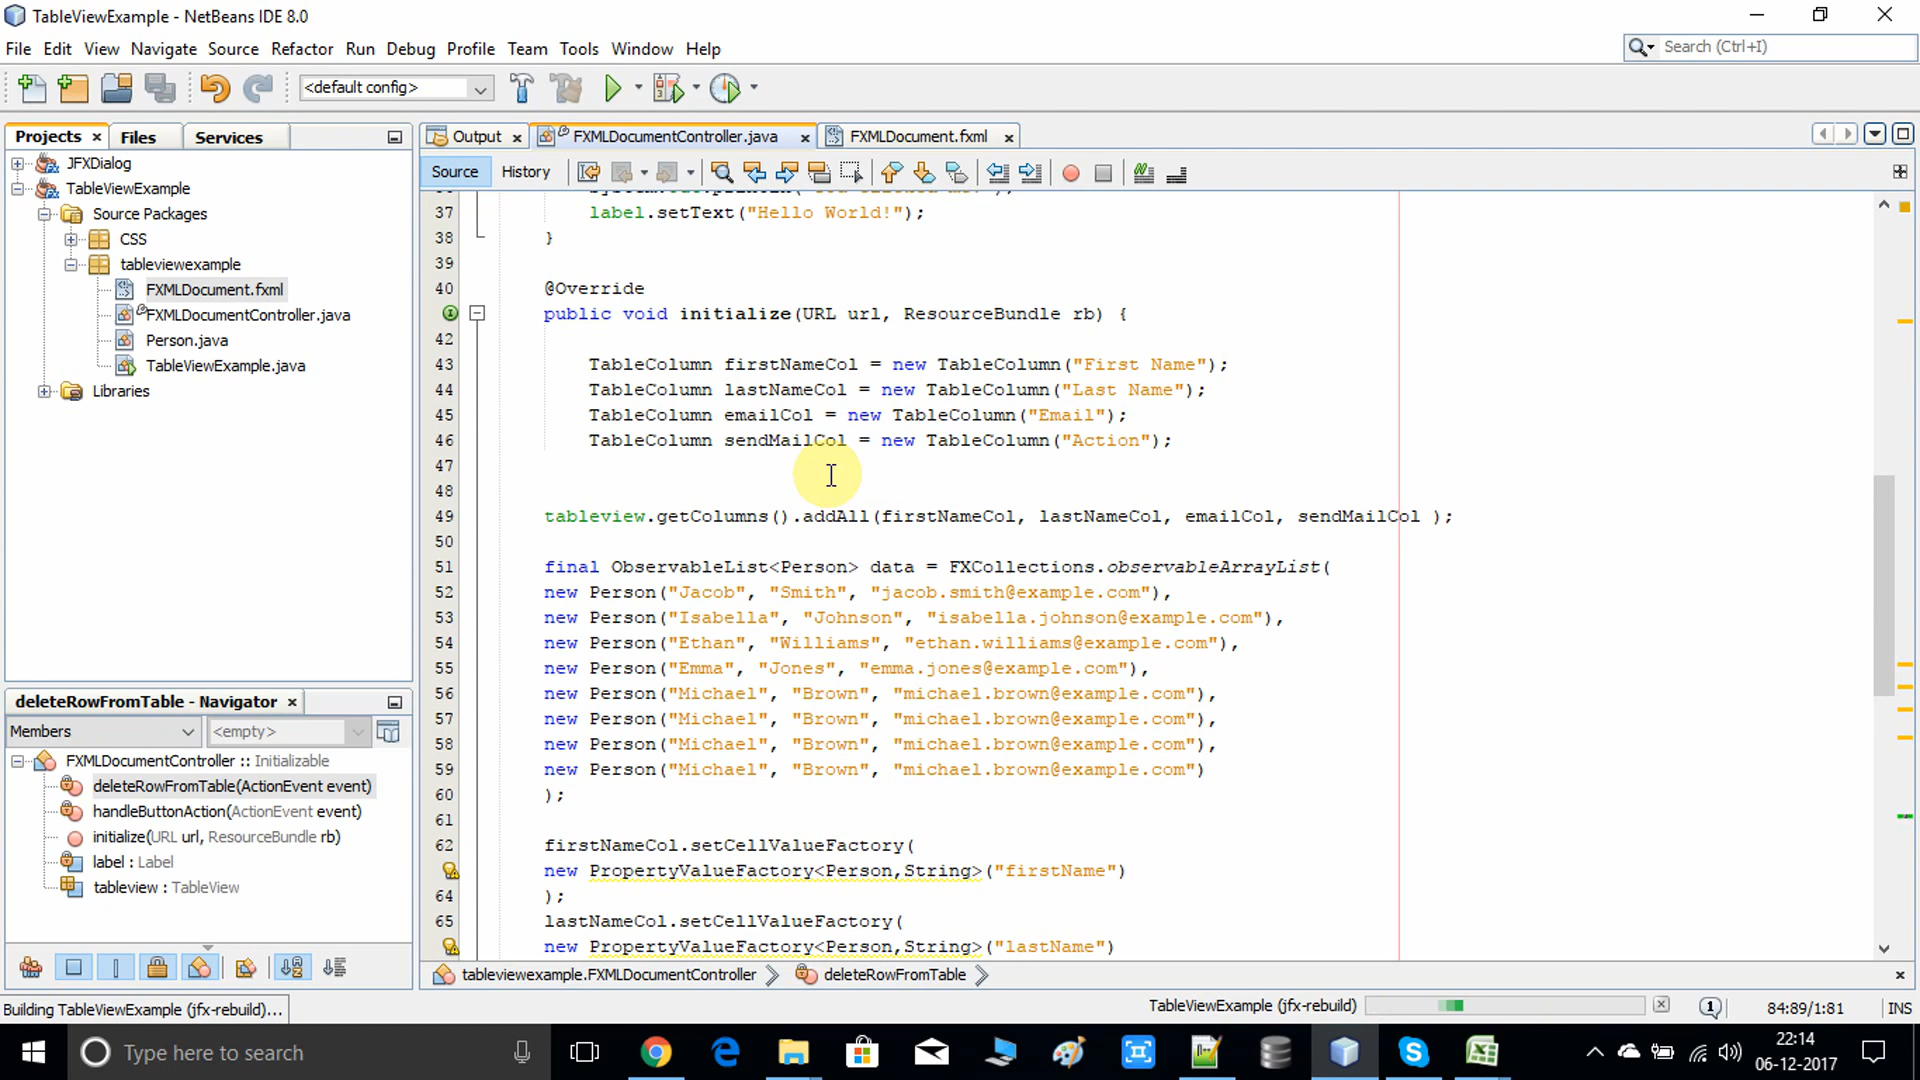 TableViewExample - NetBeans IDE 8.0
File Edit View Navigate Source Refactor Run Debug Profile Team Tools Window Help
Search (Ctrl+I)
<default config>
Projects Files Services
Output FXMLDocumentController.java FXMLDocument.fxml
JFXDialog
TableViewExample
Source Packages
CSS
tableviewexample
FXMLDocument.fxml
FXMLDocumentController.java
Person.java
TableViewExample.java
Libraries
deleteRowFromTable - Navigator
Members <empty>
FXMLDocumentController :: Initializable
deleteRowFromTable(ActionEvent event)
handleButtonAction(ActionEvent event)
initialize(URL url, ResourceBundle rb)
label : Label
tableview : TableView
Source History
37 label.setText("Hello World!");
38 }
39
40 @Override
public void initialize(URL url, ResourceBundle rb) {
42
43 TableColumn firstNameCol = new TableColumn("First Name");
44 TableColumn lastNameCol = new TableColumn("Last Name");
45 TableColumn emailCol = new TableColumn("Email");
46 TableColumn sendMailCol = new TableColumn("Action");
47
48
49 tableview.getColumns().addAll(firstNameCol, lastNameCol, emailCol, sendMailCol );
50
51 final ObservableList<Person> data = FXCollections.observableArrayList(
52 new Person("Jacob", "Smith", "jacob.smith@example.com"),
53 new Person("Isabella", "Johnson", "isabella.johnson@example.com"),
54 new Person("Ethan", "Williams", "ethan.williams@example.com"),
55 new Person("Emma", "Jones", "emma.jones@example.com"),
56 new Person("Michael", "Brown", "michael.brown@example.com"),
57 new Person("Michael", "Brown", "michael.brown@example.com"),
58 new Person("Michael", "Brown", "michael.brown@example.com"),
59 new Person("Michael", "Brown", "michael.brown@example.com")
60 );
61
62 firstNameCol.setCellValueFactory(
new PropertyValueFactory<Person,String>("firstName")
64 );
65 lastNameCol.setCellValueFactory(
new PropertyValueFactory<Person,String>("lastName")
tableviewexample.FXMLDocumentController deleteRowFromTable
Building TableViewExample (jfx-rebuild)...
TableViewExample (jfx-rebuild)
1
84:89/1:81 INS
Type here to search
22:14
06-12-2017